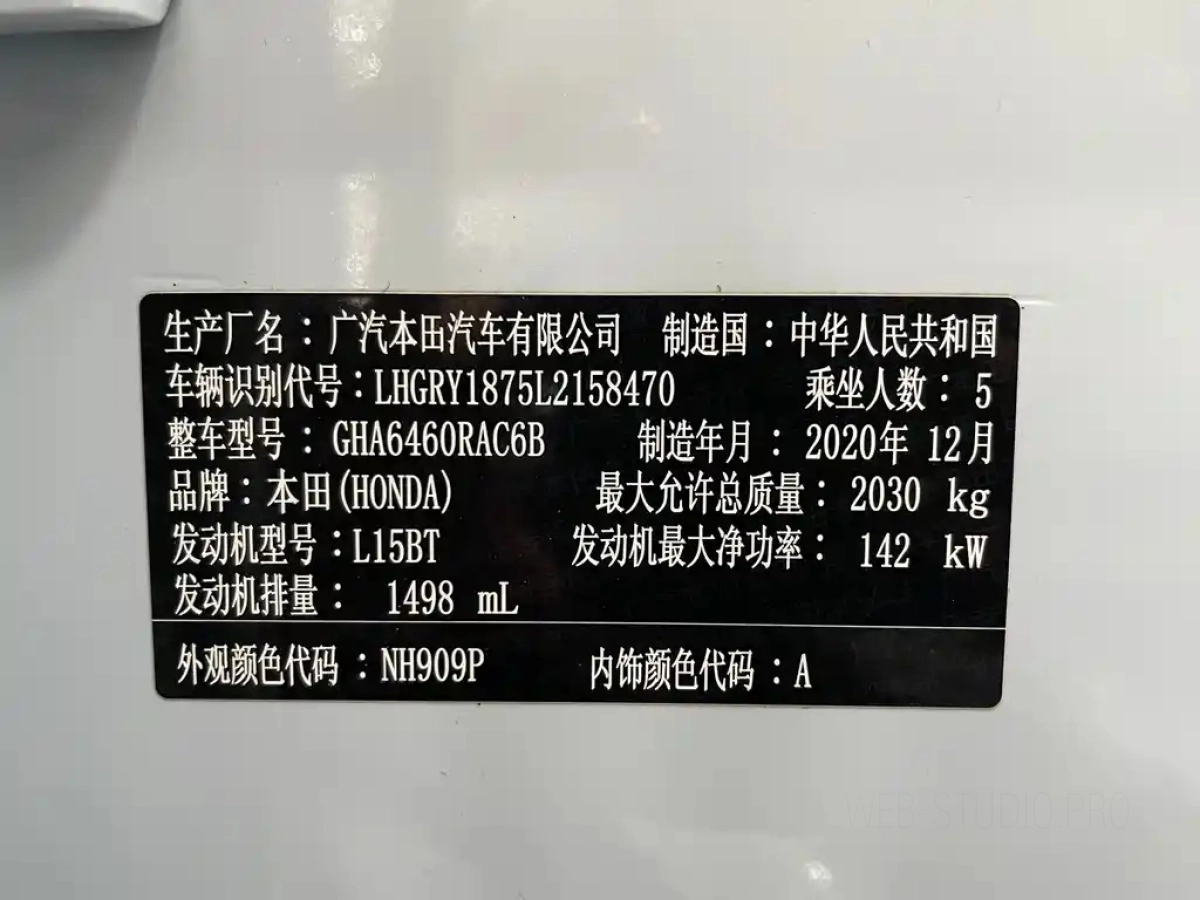 生产厂名：广汽本田汽车有限公司 制造国：中华人民共和国
车辆识别代号：LHGRY1875L2158470 乘坐人数：5
整车型号：GHA6460RAC6B 制造年月：2020年12月
品牌：本田(HONDA) 最大允许总质量：2030 kg
发动机型号：L15BT 发动机最大净功率：142 kW
发动机排量：1498 mL
外观颜色代码：NH909P 内饰颜色代码：A
WEB-STUDIO.PRO